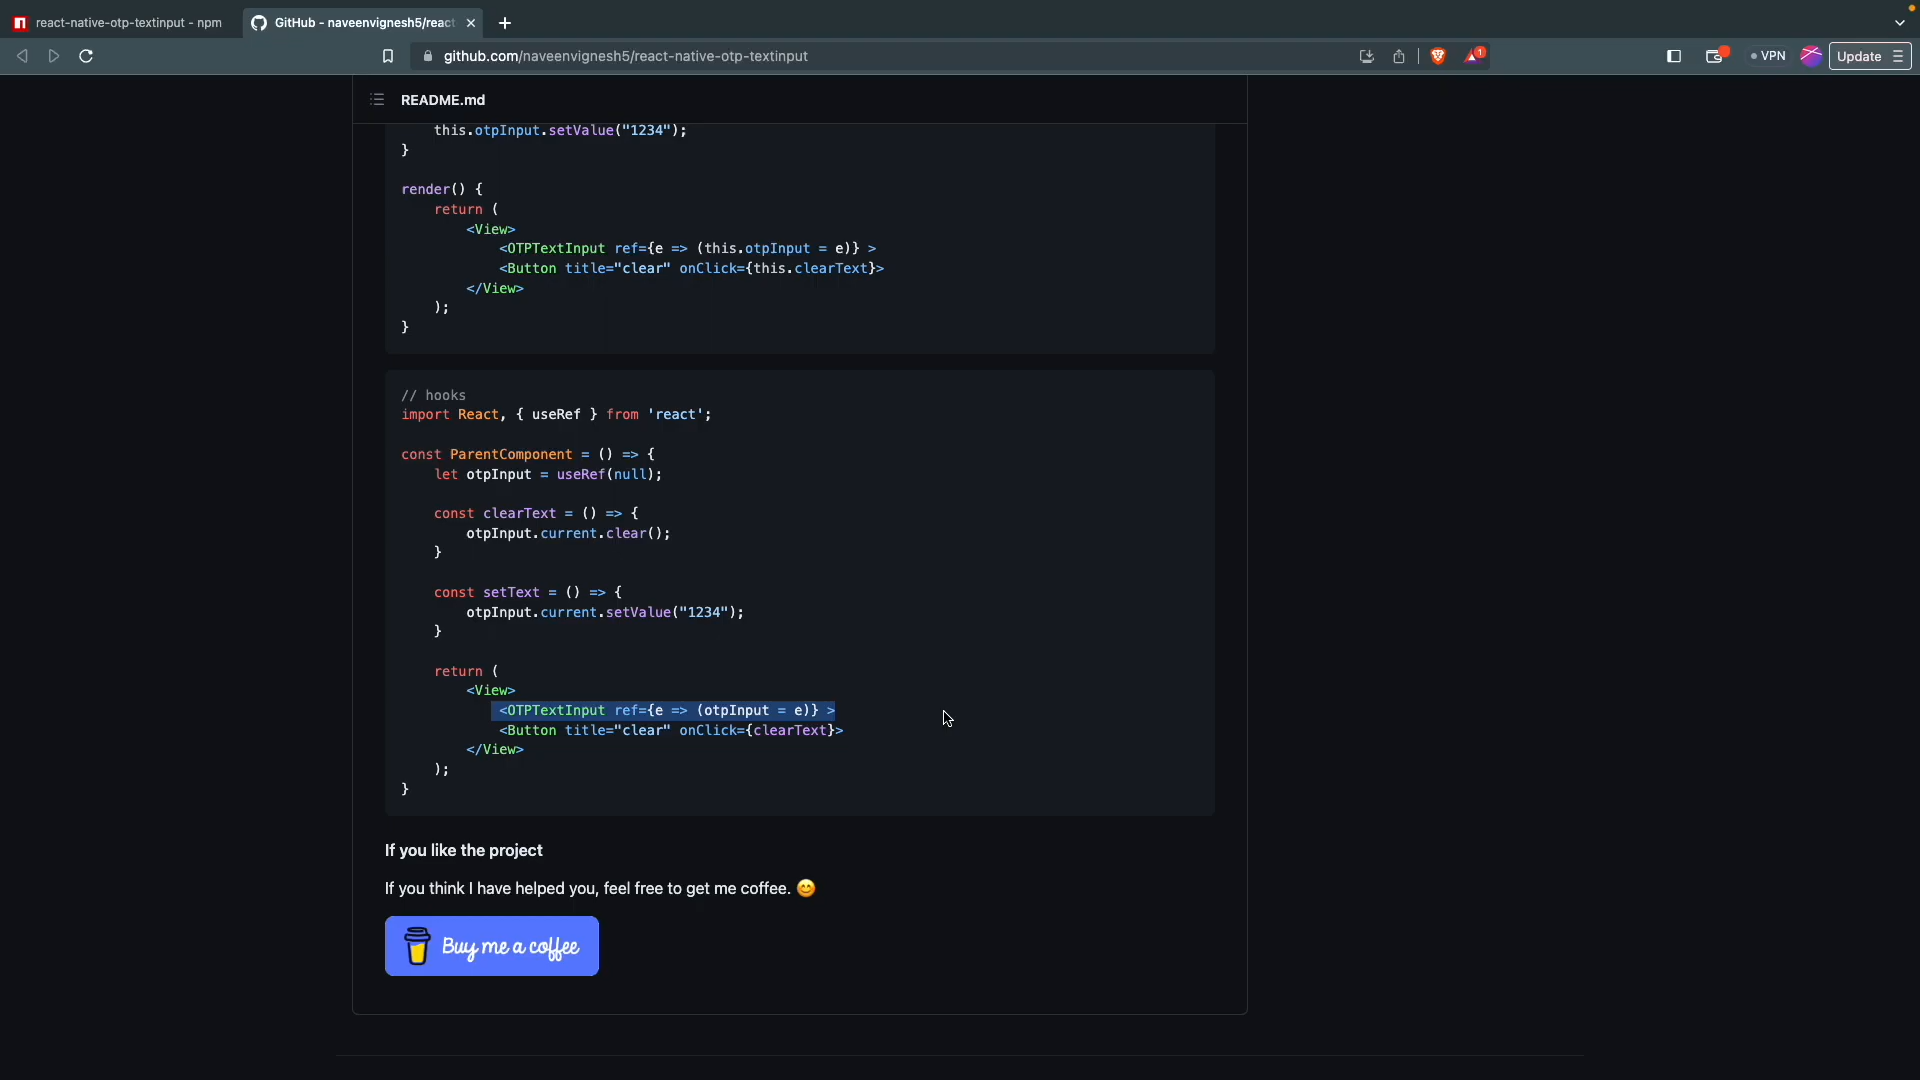 react-native-otp-textinput - npm
GitHub - naveenvignesh5/react
github.com/naveenvignesh5/react-native-otp-textinput
1
VPN
Update
README.md
this.otpInput.setValue("1234");
}
render() {
return (
<View>
<OTPTextInput ref={e => (this.otpInput = e)} >
<Button title="clear" onClick={this.clearText}>
</View>
);
}
// hooks
import React, { useRef } from 'react';
const ParentComponent = () => {
let otpInput = useRef(null);
const clearText = () => {
otpInput.current.clear();
}
const setText = () => {
otpInput.current.setValue("1234");
}
return (
<View>
<OTPTextInput ref={e => (otpInput = e)} >
<Button title="clear" onClick={clearText}>
</View>
);
}
If you like the project
If you think I have helped you, feel free to get me coffee. 😊
Buy me a coffee